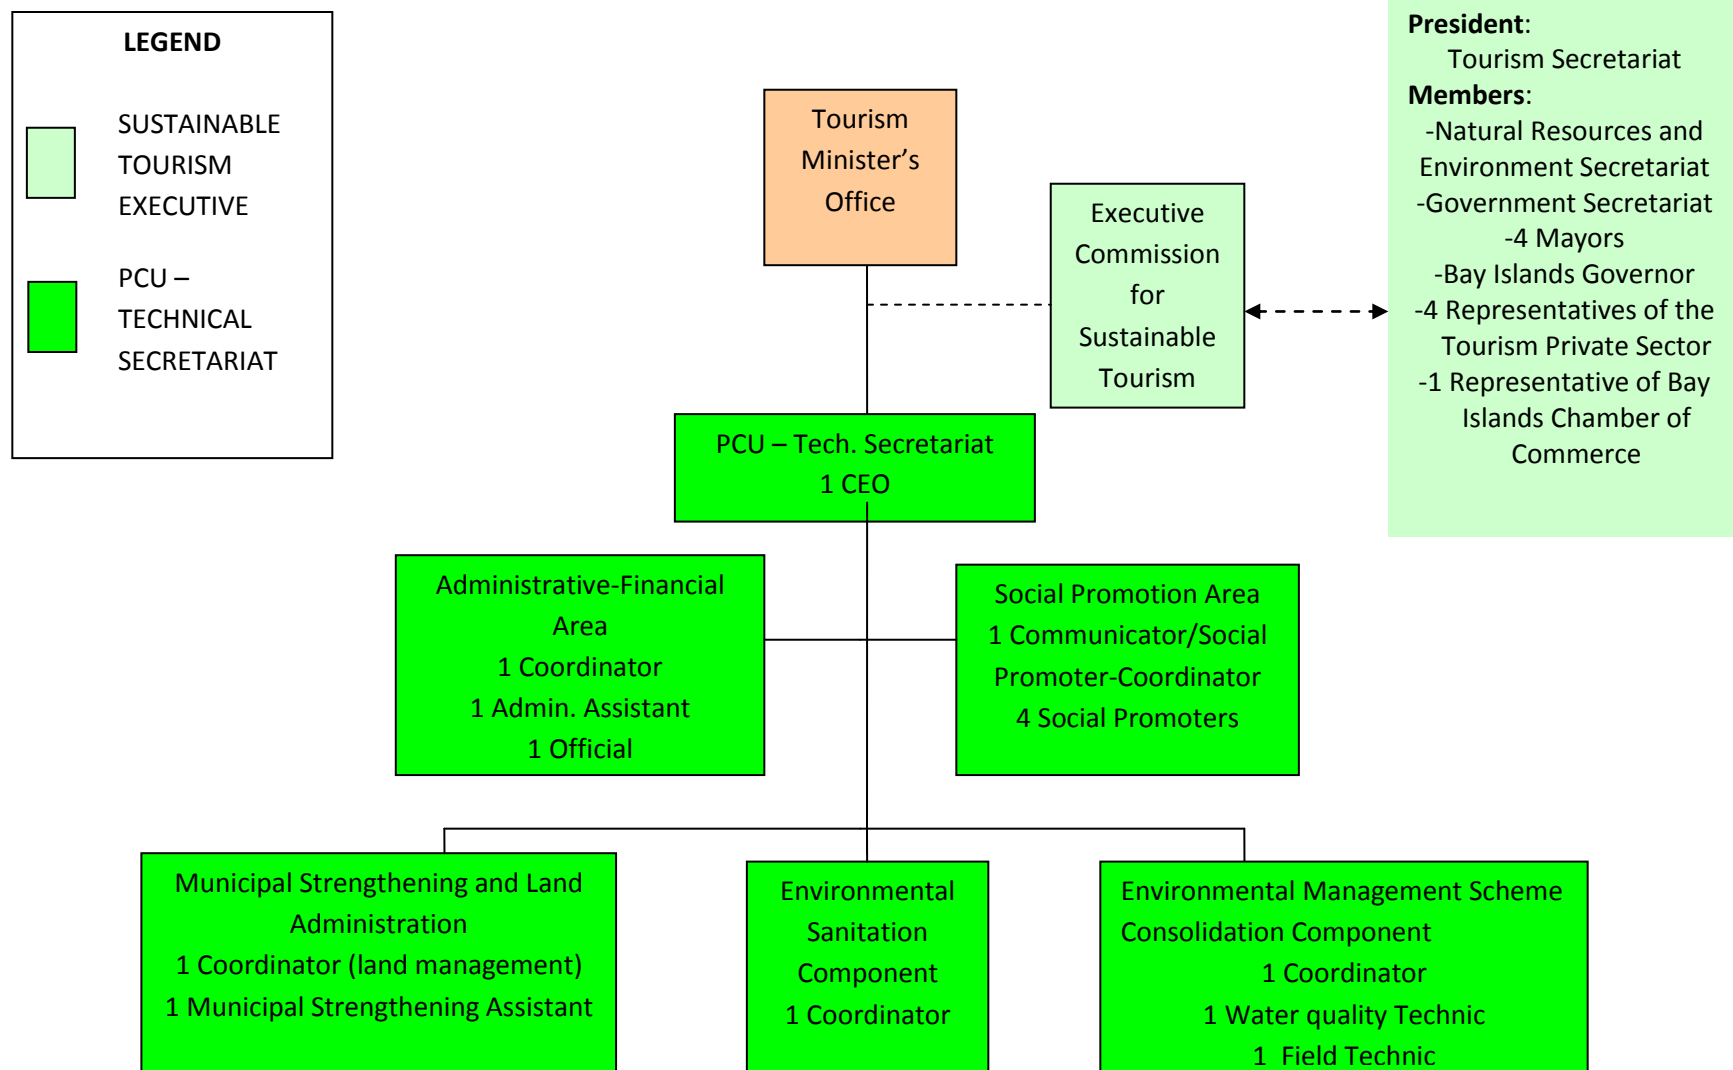 LEGEND
SUSTAINABLE
TOURISM
EXECUTIVE
PCU –
TECHNICAL
SECRETARIAT
Tourism
Minister’s
Office
Executive
Commission
for
Sustainable
Tourism
President:
Tourism Secretariat
Members:
-Natural Resources and
Environment Secretariat
-Government Secretariat
-4 Mayors
-Bay Islands Governor
-4 Representatives of the
Tourism Private Sector
-1 Representative of Bay
Islands Chamber of
Commerce
PCU – Tech. Secretariat
1 CEO
Administrative-Financial
Area
1 Coordinator
1 Admin. Assistant
1 Official
Social Promotion Area
1 Communicator/Social
Promoter-Coordinator
4 Social Promoters
Municipal Strengthening and Land
Administration
1 Coordinator (land management)
1 Municipal Strengthening Assistant
Environmental
Sanitation
Component
1 Coordinator
Environmental Management Scheme
Consolidation Component
1 Coordinator
1 Water quality Technic
1 Field Technic